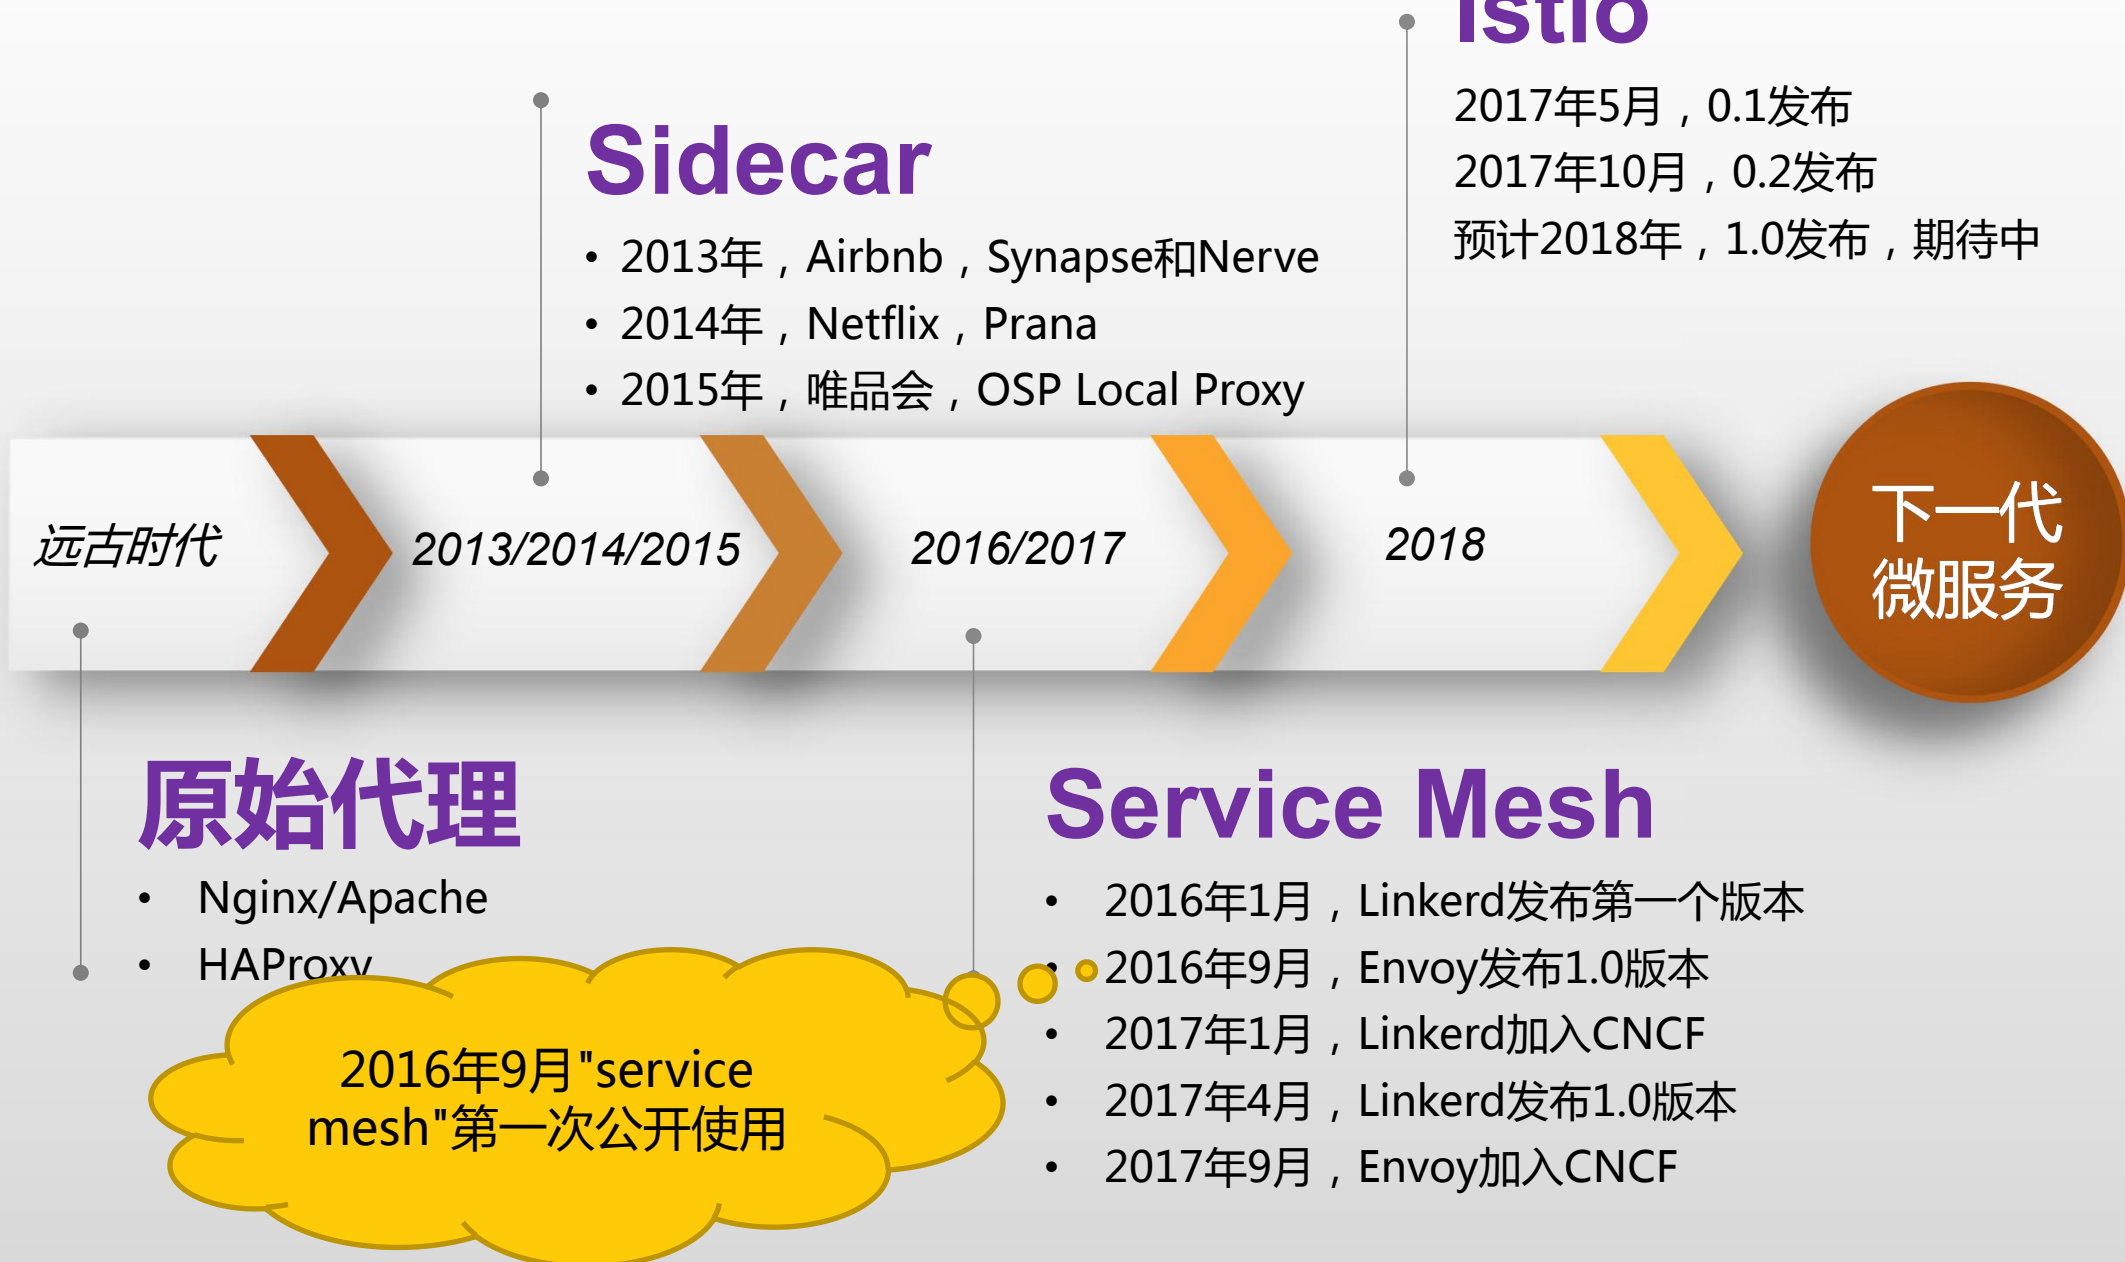 Istio
2017年5月，0.1发布
2017年10月，0.2发布
预计2018年，1.0发布，期待中
Sidecar
• 2013年，Airbnb，Synapse和Nerve
• 2014年，Netflix，Prana
• 2015年，唯品会，OSP Local Proxy
远古时代
2013/2014/2015
2016/2017
2018
下一代
微服务
原始代理
• Nginx/Apache
• HAProxy
2016年9月"service
mesh"第一次公开使用
Service Mesh
• 2016年1月，Linkerd发布第一个版本
• 2016年9月，Envoy发布1.0版本
• 2017年1月，Linkerd加入CNCF
• 2017年4月，Linkerd发布1.0版本
• 2017年9月，Envoy加入CNCF